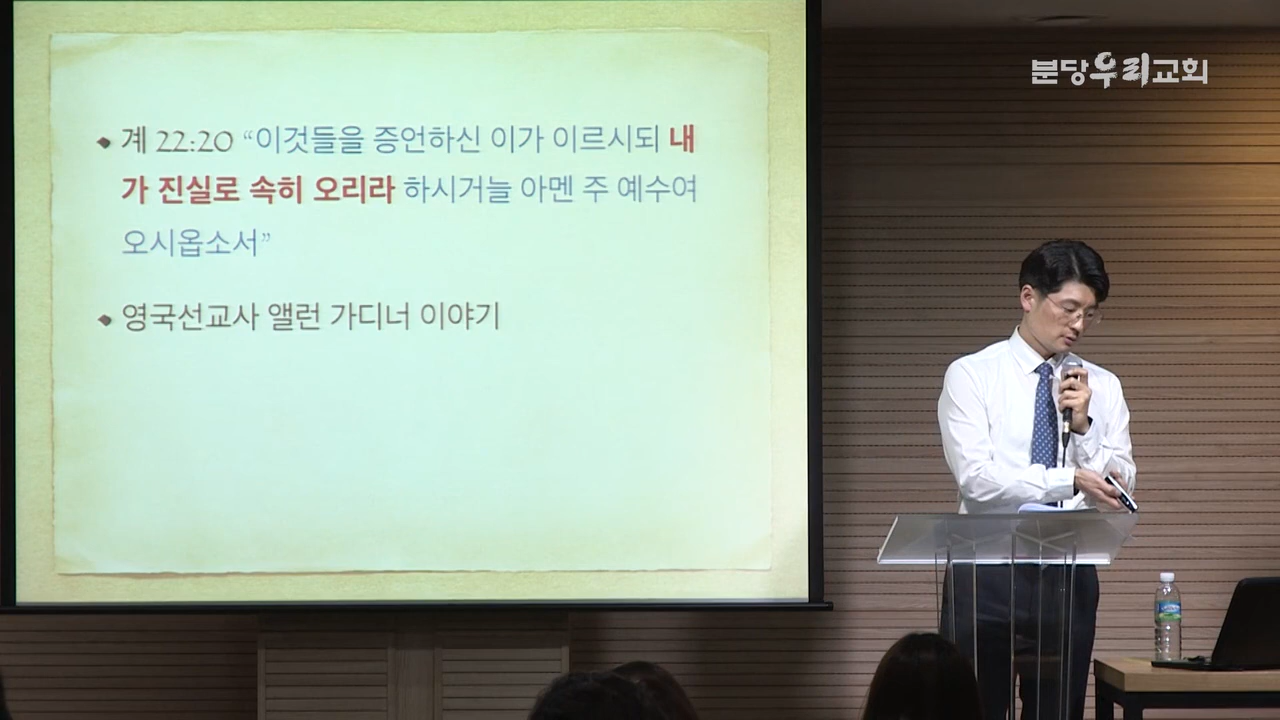 분당우리교회
계 22:20 “이것들을 증언하신 이가 이르시되 내
가 진실로 속히 오리라 하시거늘 아멘 주 예수여
오시옵소서”
영국선교사 앨런 가디너 이야기